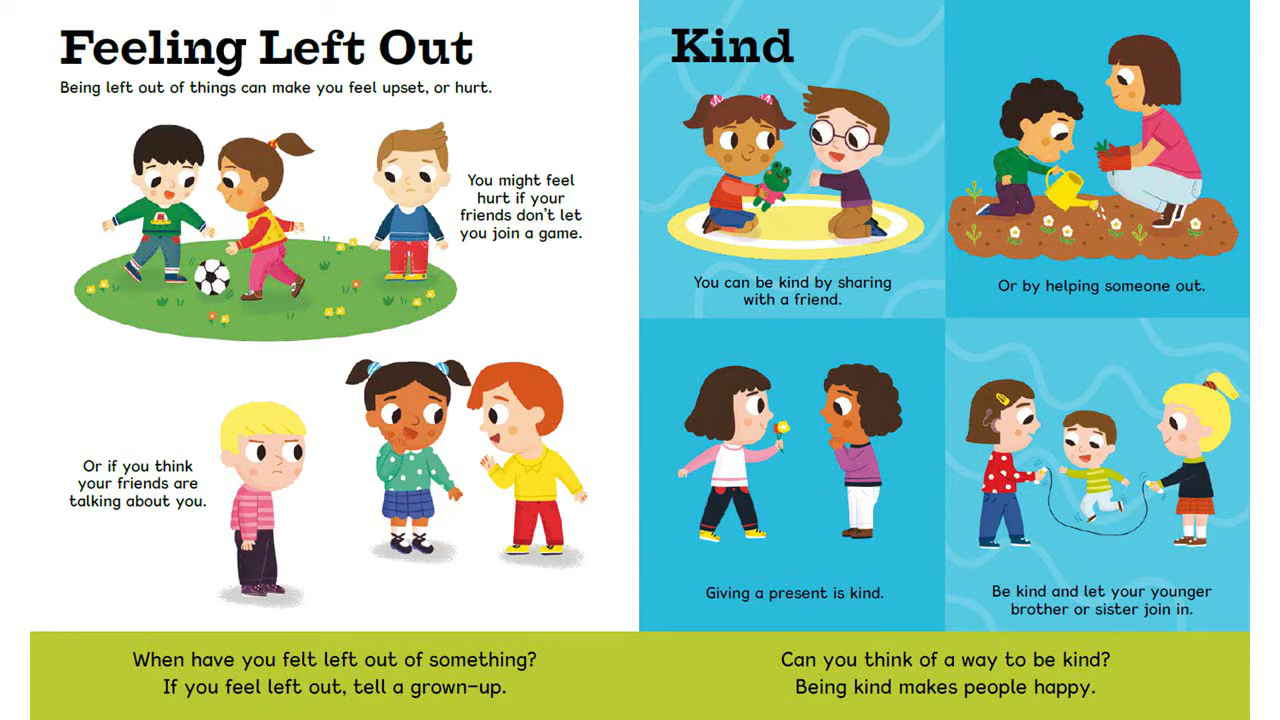 Feeling Left Out
Being left out of things can make you feel upset, or hurt.
You might feel
hurt if your
friends don't let
you join a game.
Or if you think
your friends are
talking about you.
When have you felt left out of something?
If you feel left out, tell a grown-up.
Kind
You can be kind by sharing
with a friend.
Or by helping someone out.
Giving a present is kind.
Be kind and let your younger
brother or sister join in.
Can you think of a way to be kind?
Being kind makes people happy.